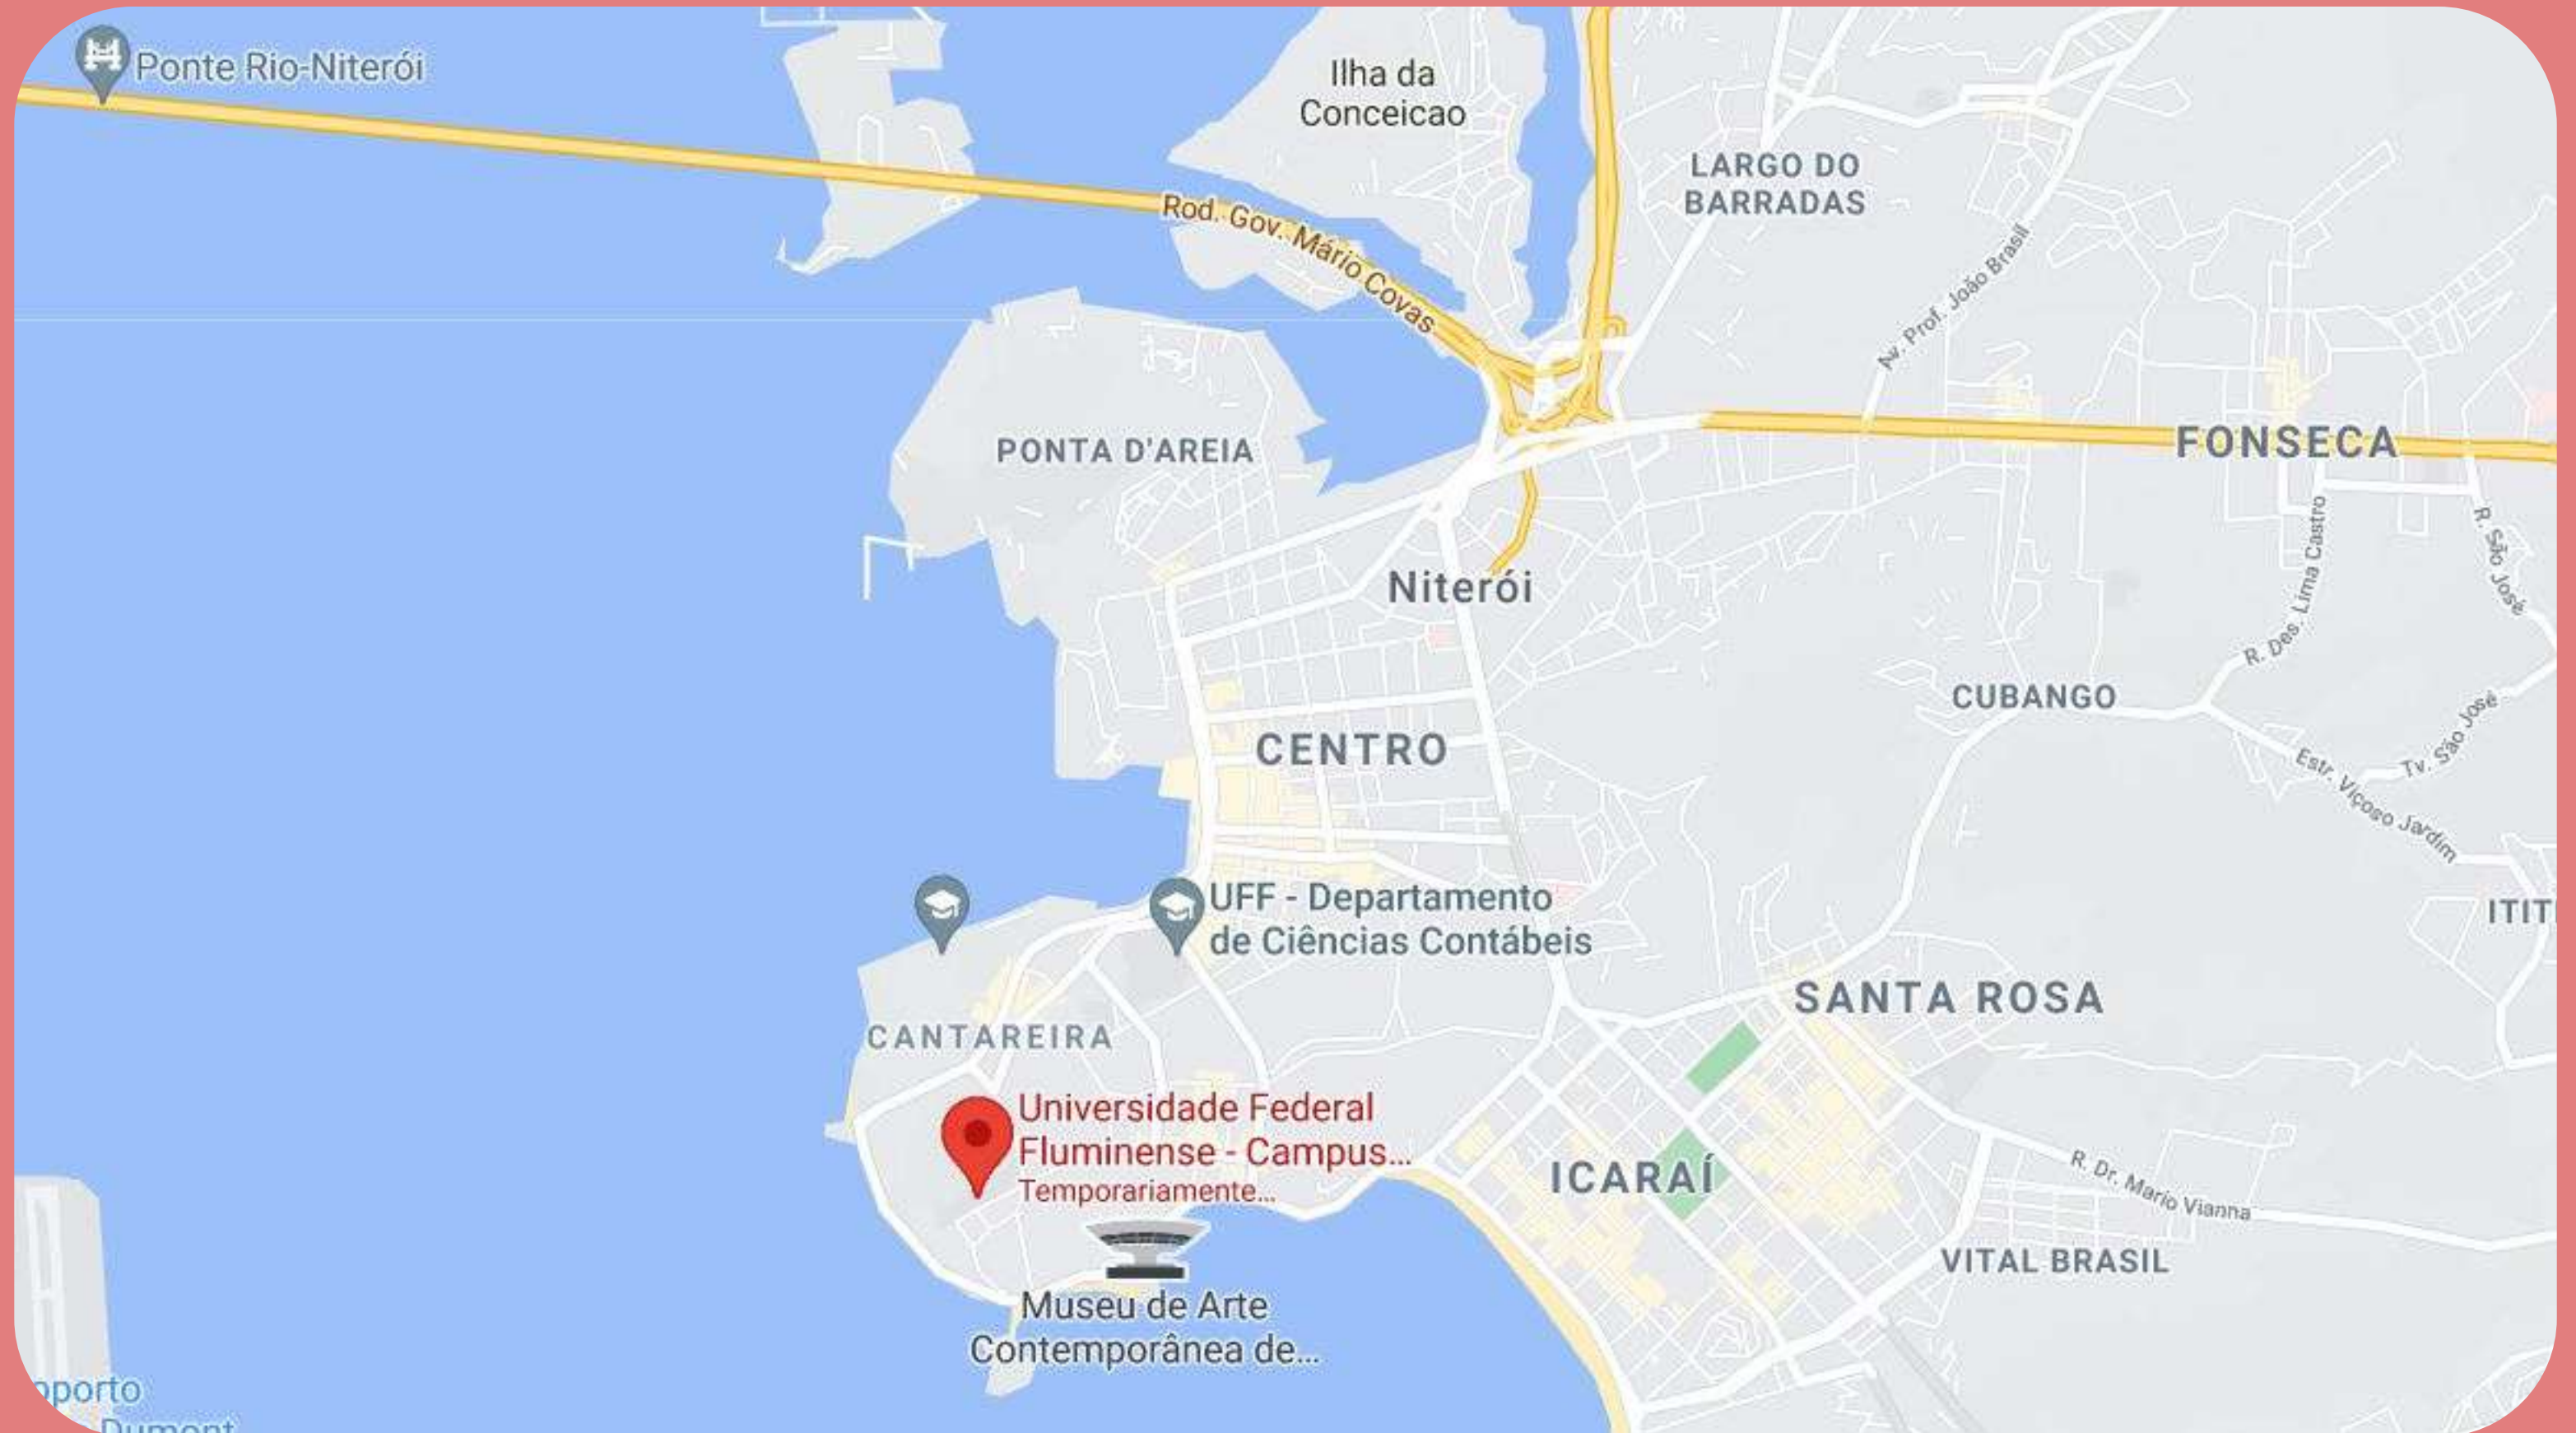 Ponte Rio-Niterói
Ilha da
Conceicao
LARGO DO
BARRADAS
Rod. Gov. Mário Covas
Av. Prof. João Brasil
PONTA D'AREIA
FONSECA
R. São José
R. Des. Lima Castro
Niterói
CUBANGO
Tv. São José
CENTRO
Estr. Viçoso Jardim
UFF - Departamento
de Ciências Contábeis
ITIT
SANTA ROSA
CANTAREIRA
Universidade Federal
Fluminense - Campus...
Temporariamente...
ICARAÍ
R. Dr. Mario Vianna
VITAL BRASIL
Museu de Arte
Contemporânea de...
oporto
Dumont